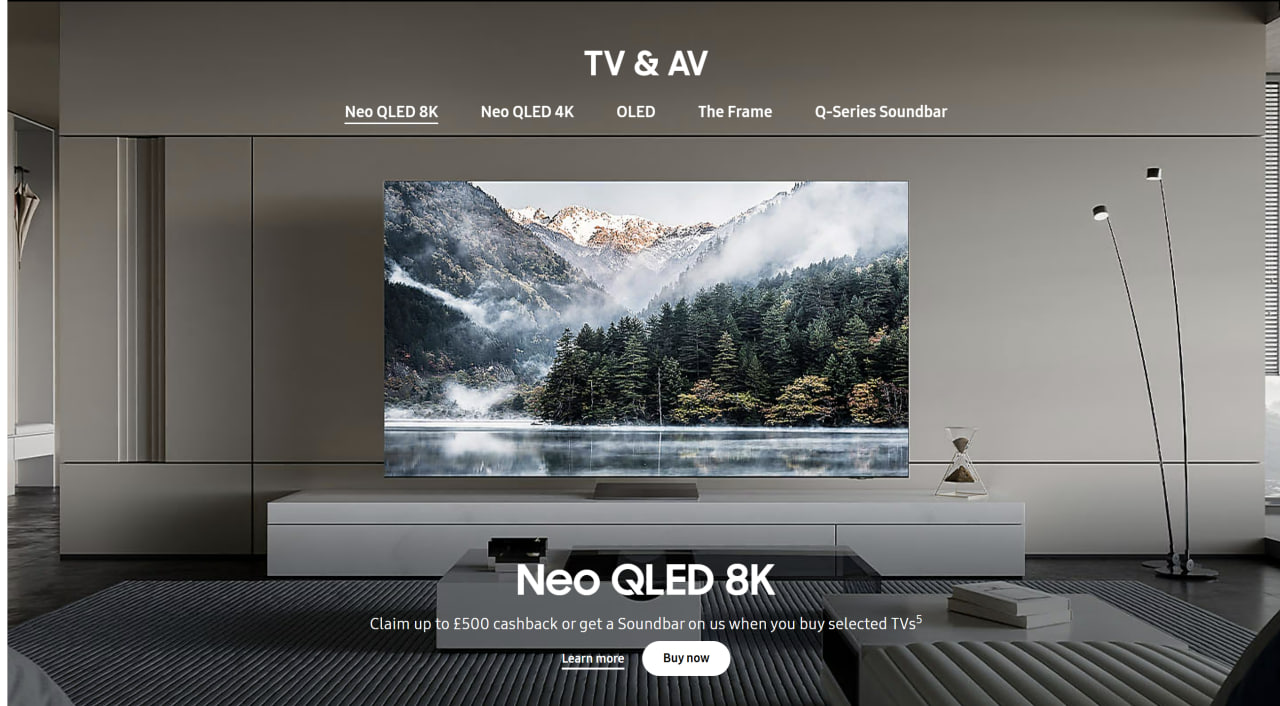 TV & AV
Neo QLED 8K Neo QLED 4K OLED The Frame Q-Series Soundbar
Neo QLED 8K
Claim up to £500 cashback or get a Soundbar on us when you buy selected TVs⁵
Learn more Buy now